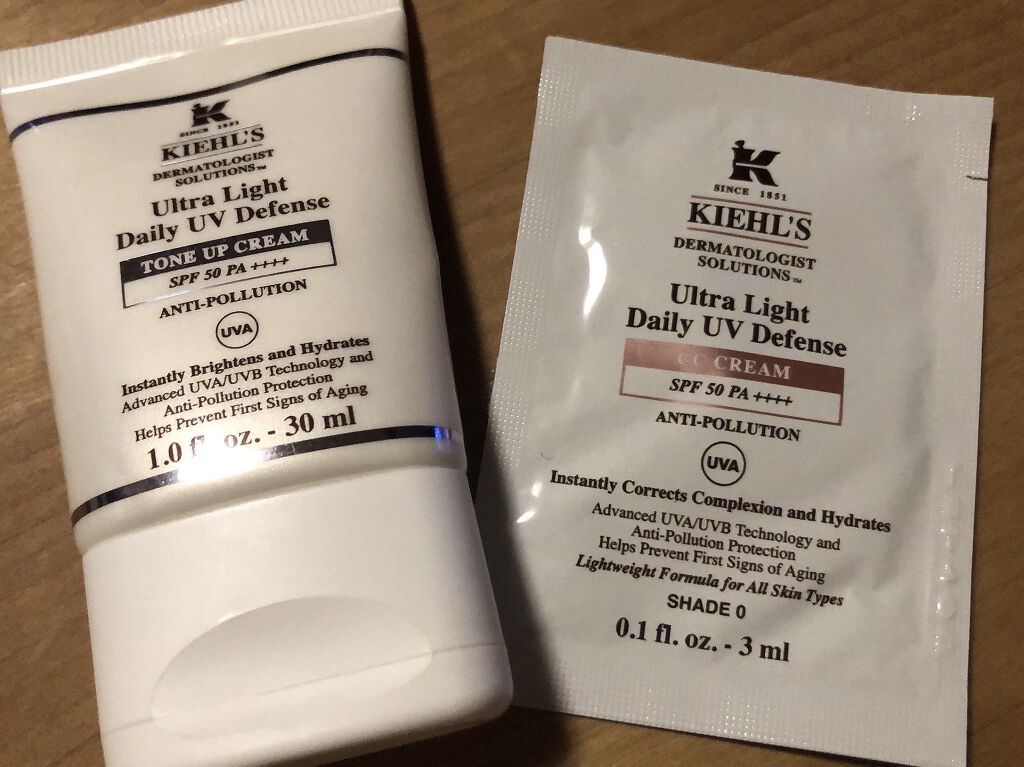 K
SINCE 1851
KIEHL'S
DERMATOLOGIST
SOLUTIONS™
Ultra Light
Daily UV Defense
TONE UP CREAM
SPF 50 PA ++++
ANTI-POLLUTION
UVA
Instantly Brightens and Hydrates
Advanced UVA/UVB Technology and
Anti-Pollution Protection
Helps Prevent First Signs of Aging
1.0 fl. oz. - 30 ml
K
SINCE 1851
KIEHL'S
DERMATOLOGIST
SOLUTIONS™
Ultra Light
Daily UV Defense
CC CREAM
SPF 50 PA ++++
ANTI-POLLUTION
UVA
Instantly Corrects Complexion and Hydrates
Advanced UVA/UVB Technology and
Anti-Pollution Protection
Helps Prevent First Signs of Aging
Lightweight Formula for All Skin Types
SHADE 0
0.1 fl. oz. - 3 ml